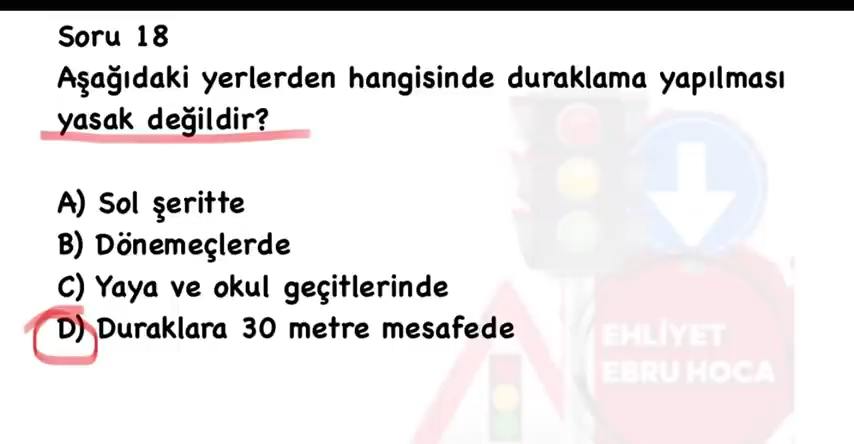 Soru 18
Aşağıdaki yerlerden hangisinde duraklama yapılması
yasak değildir?
A) Sol şeritte
B) Dönemeçlerde
C) Yaya ve okul geçitlerinde
D) Duraklara 30 metre mesafede
EHLİYET
EBRU HOCA